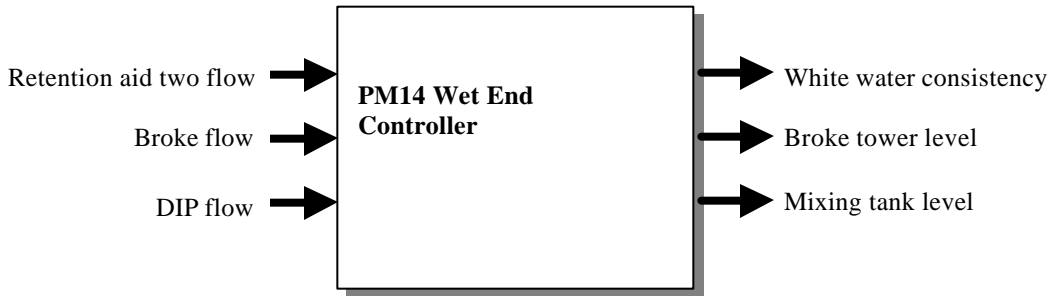 Retention aid two flow
Broke flow
DIP flow
PM14 Wet End
Controller
White water consistency
Broke tower level
Mixing tank level